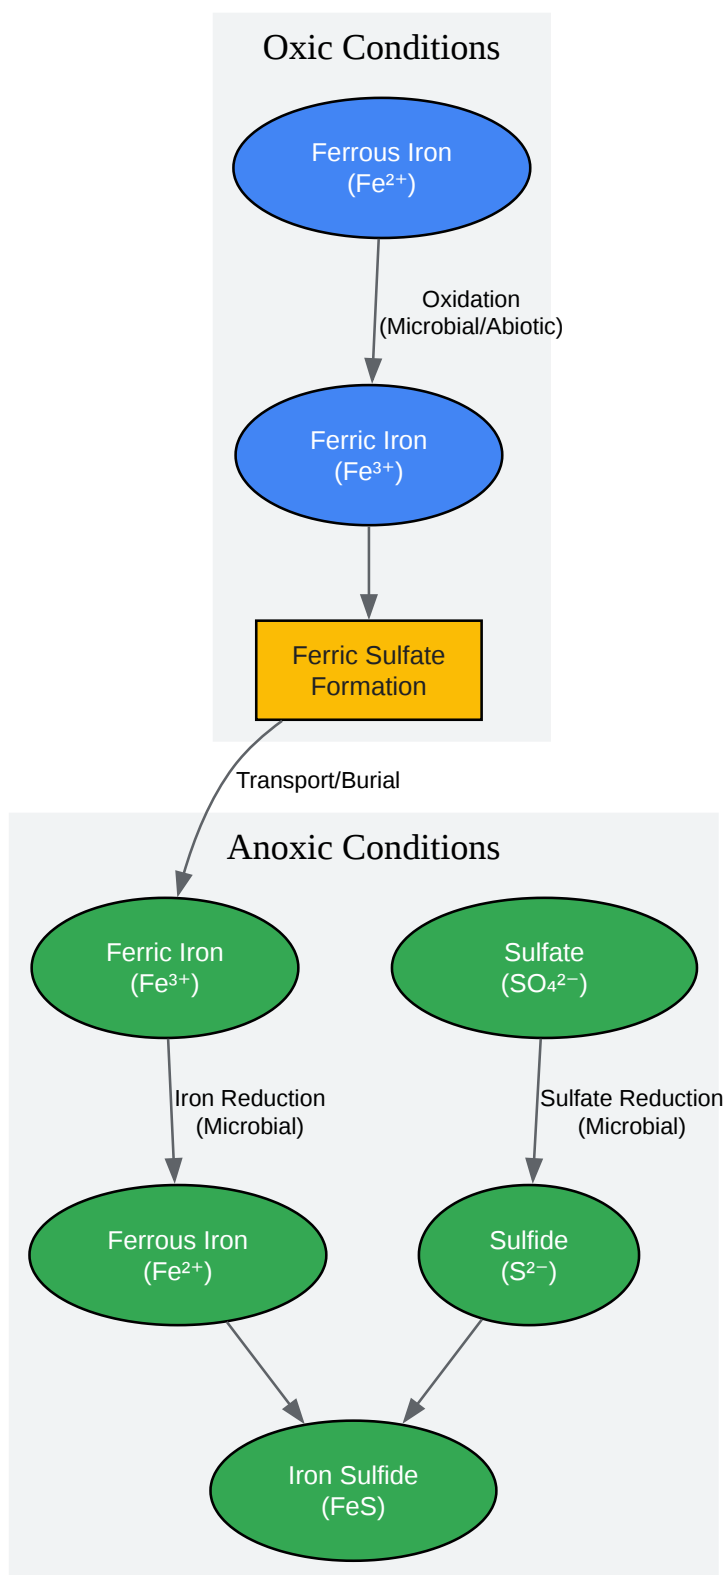 Oxic Conditions
Ferrous Iron
(Fe²⁺)
Oxidation
(Microbial/Abiotic)
Ferric Iron
(Fe³⁺)
Ferric Sulfate
Formation
Transport/Burial
Anoxic Conditions
Ferric Iron
(Fe³⁺)
Sulfate
(SO₄²⁻)
Iron Reduction
(Microbial)
Sulfate Reduction
(Microbial)
Ferrous Iron
(Fe²⁺)
Sulfide
(S²⁻)
Iron Sulfide
(FeS)